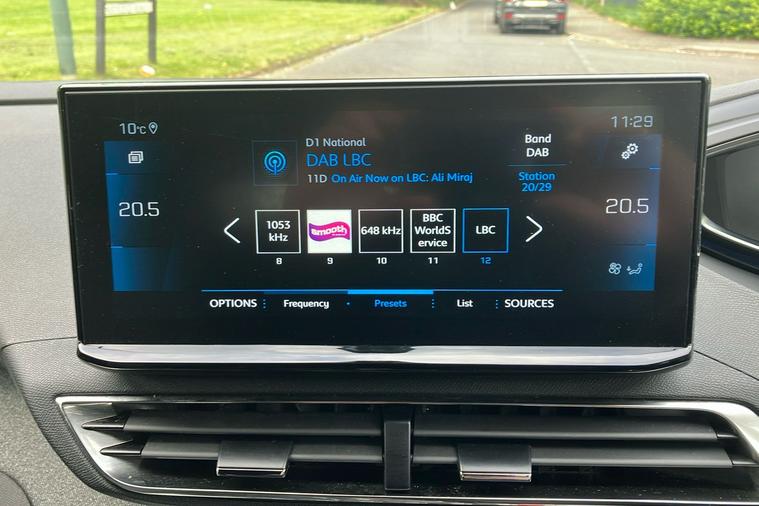 10°C
11:29
D1 National
DAB LBC
11D On Air Now on LBC: Ali Miraj
Band
DAB
Station
20/29
20.5
20.5
1053
kHz
smooth
648 kHz
BBC
WorldS
ervice
LBC
8
9
10
11
12
OPTIONS
Frequency
Presets
List
SOURCES